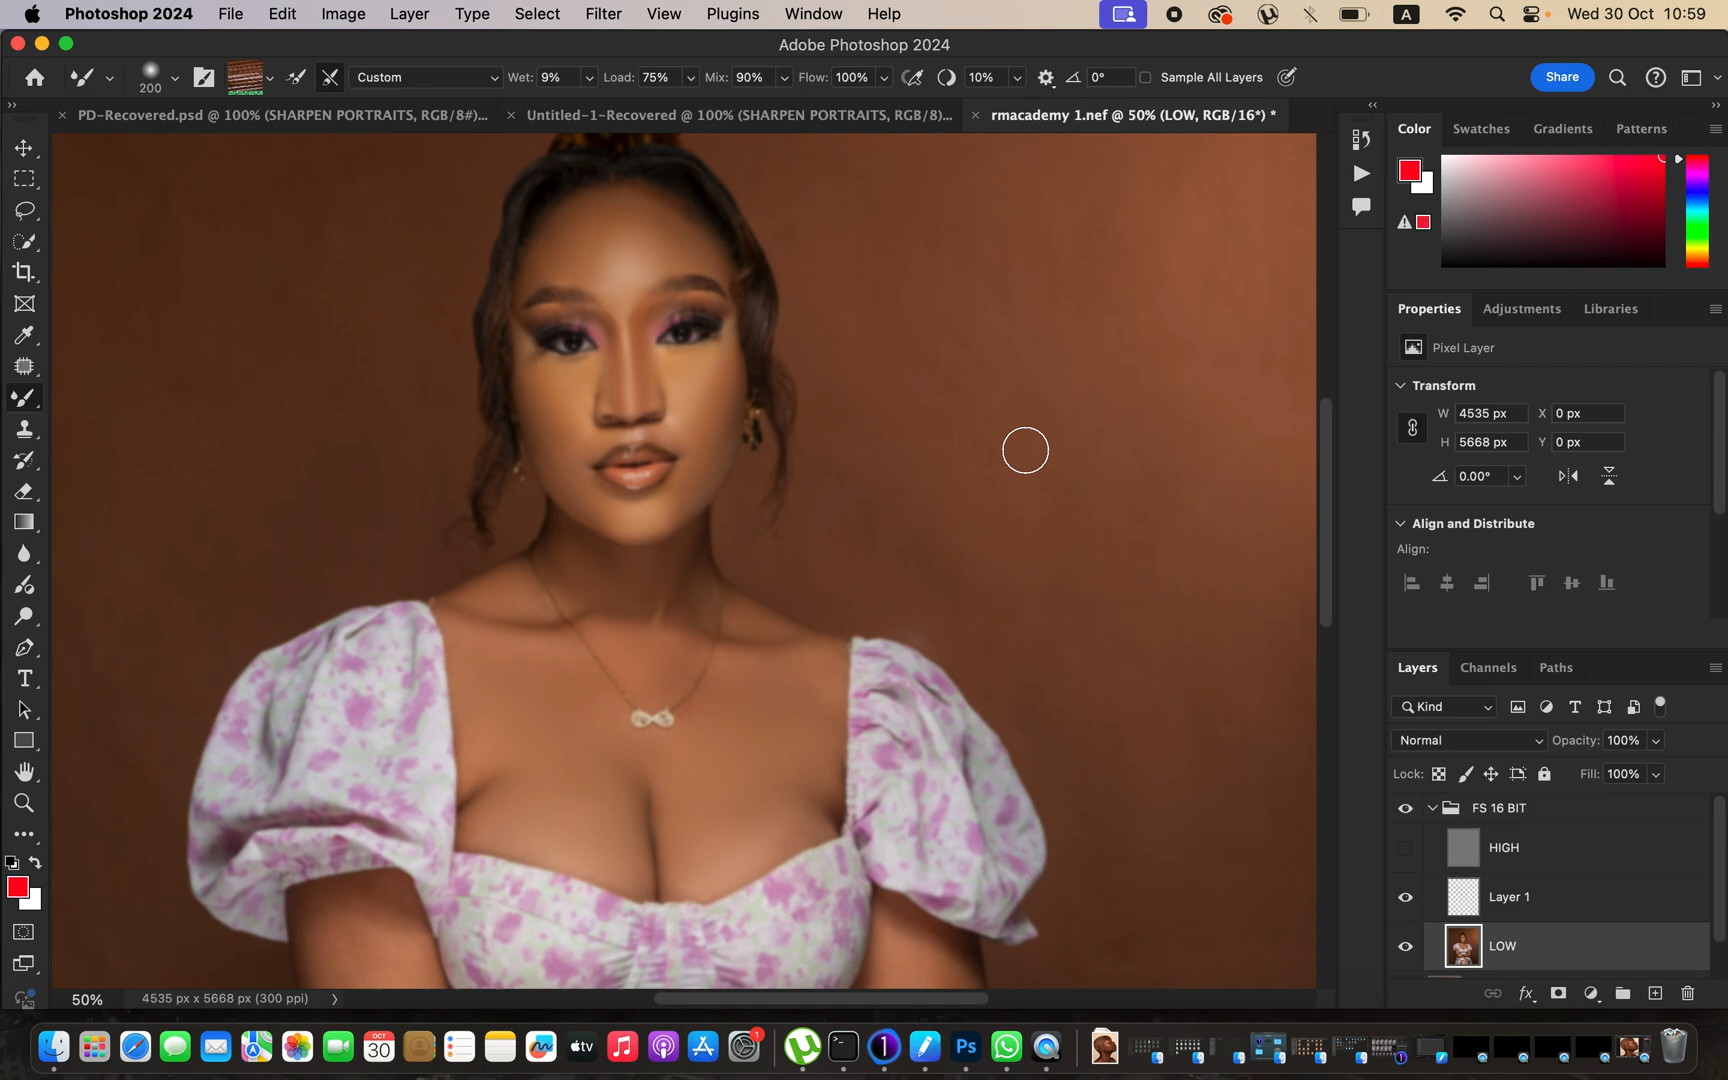 Photoshop 2024 File Edit Image Layer Type Select Filter View Plugins Window Help A Wed 30 Oct 10:59
Adobe Photoshop 2024
200 Custom Wet: 9% Load: 75% Mix: 90% Flow: 100% 10% 0° Sample All Layers Share
PD-Recovered.psd @ 100% (SHARPEN PORTRAITS, RGB/8#)... Untitled-1-Recovered @ 100% (SHARPEN PORTRAITS, RGB/8)... rmacademy 1.nef @ 50% (LOW, RGB/16*) *
Color Swatches Gradients Patterns
Properties Adjustments Libraries
Pixel Layer
Transform
W 4535 px X 0 px
H 5668 px Y 0 px
0.00°
Align and Distribute
Align:
Layers Channels Paths
Kind
Normal Opacity: 100%
Lock: Fill: 100%
FS 16 BIT
HIGH
Layer 1
LOW
fx
50% 4535 px x 5668 px (300 ppi)
OCT
30
tv
1
Ps